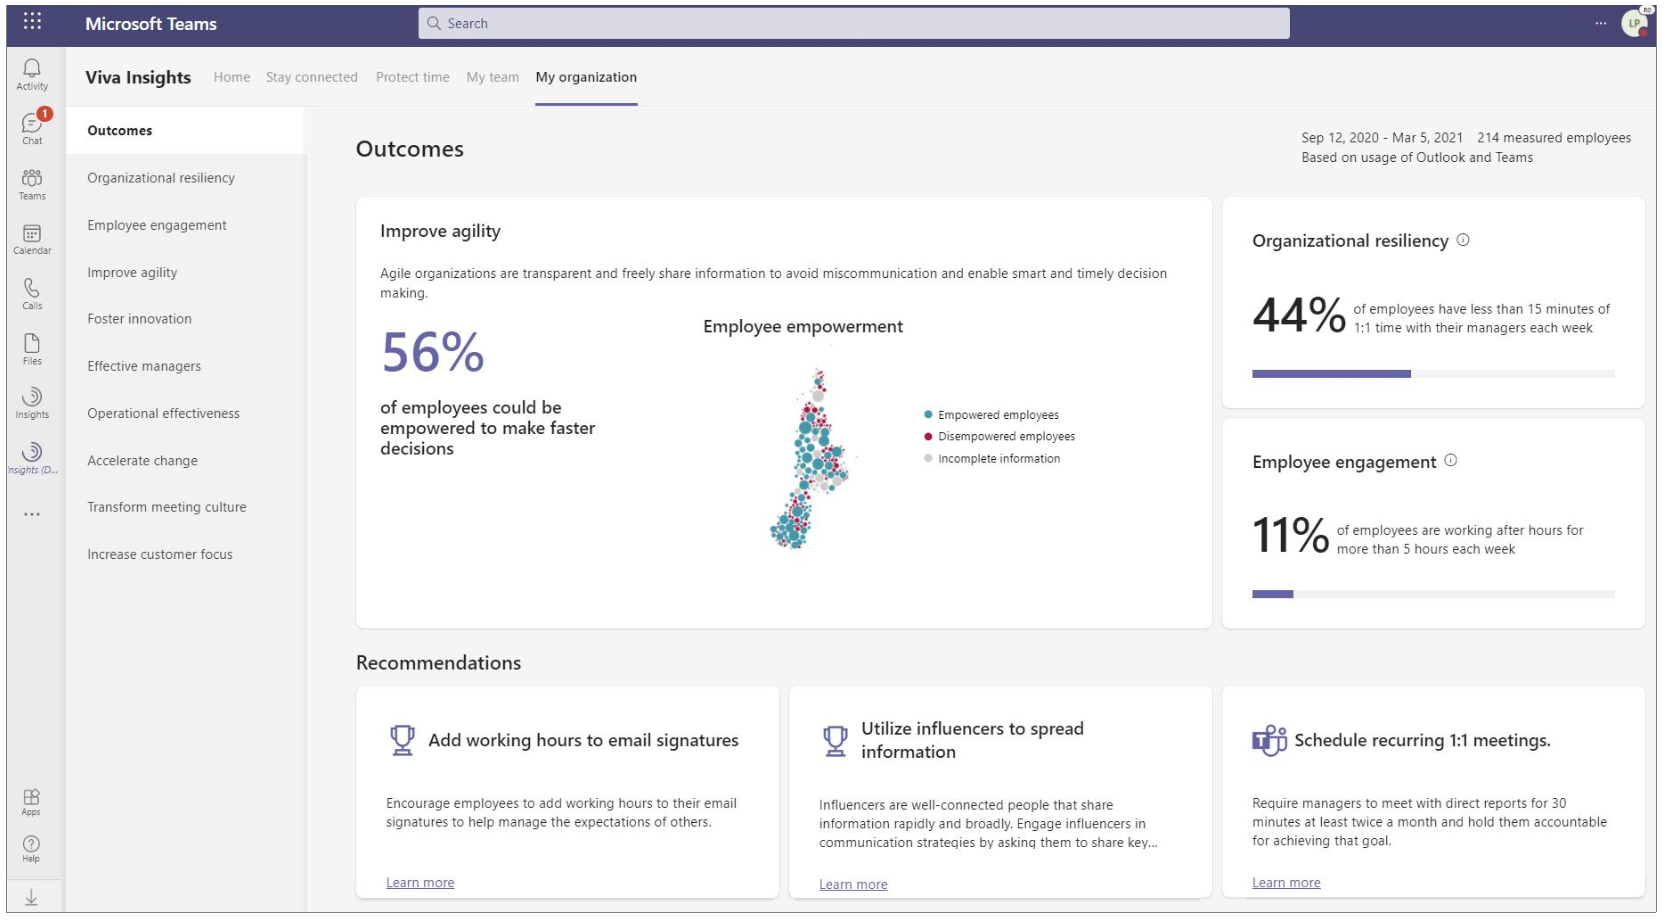 Microsoft Teams
Search
LP
RD
Activity
1
Chat
Teams
Calendar
Calls
Files
Insights
Insights (D...
Apps
Help
Viva Insights
Home
Stay connected
Protect time
My team
My organization
Outcomes
Organizational resiliency
Employee engagement
Improve agility
Foster innovation
Effective managers
Operational effectiveness
Accelerate change
Transform meeting culture
Increase customer focus
Outcomes
Sep 12, 2020 - Mar 5, 2021 214 measured employees
Based on usage of Outlook and Teams
Improve agility
Agile organizations are transparent and freely share information to avoid miscommunication and enable smart and timely decision
making.
56%
of employees could be
empowered to make faster
decisions
Employee empowerment
Empowered employees
Disempowered employees
Incomplete information
Organizational resiliency
44%
of employees have less than 15 minutes of
1:1 time with their managers each week
Employee engagement
11%
of employees are working after hours for
more than 5 hours each week
Recommendations
Add working hours to email signatures
Encourage employees to add working hours to their email
signatures to help manage the expectations of others.
Learn more
Utilize influencers to spread
information
Influencers are well-connected people that share
information rapidly and broadly. Engage influencers in
communication strategies by asking them to share key...
Learn more
Schedule recurring 1:1 meetings.
Require managers to meet with direct reports for 30
minutes at least twice a month and hold them accountable
for achieving that goal.
Learn more